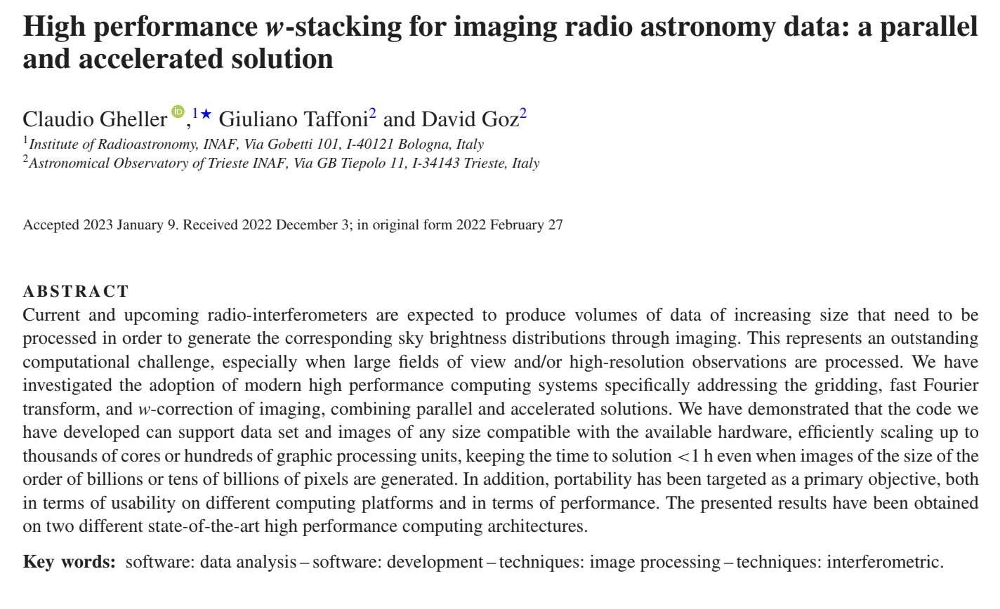 High performance w-stacking for imaging radio astronomy data: a parallel
and accelerated solution
Claudio Gheller iD,1★ Giuliano Taffoni2 and David Goz2
1Institute of Radioastronomy, INAF, Via Gobetti 101, I-40121 Bologna, Italy
2Astronomical Observatory of Trieste INAF, Via GB Tiepolo 11, I-34143 Trieste, Italy
Accepted 2023 January 9. Received 2022 December 3; in original form 2022 February 27
ABSTRACT
Current and upcoming radio-interferometers are expected to produce volumes of data of increasing size that need to be
processed in order to generate the corresponding sky brightness distributions through imaging. This represents an outstanding
computational challenge, especially when large fields of view and/or high-resolution observations are processed. We have
investigated the adoption of modern high performance computing systems specifically addressing the gridding, fast Fourier
transform, and w-correction of imaging, combining parallel and accelerated solutions. We have demonstrated that the code we
have developed can support data set and images of any size compatible with the available hardware, efficiently scaling up to
thousands of cores or hundreds of graphic processing units, keeping the time to solution <1 h even when images of the size of the
order of billions or tens of billions of pixels are generated. In addition, portability has been targeted as a primary objective, both
in terms of usability on different computing platforms and in terms of performance. The presented results have been obtained
on two different state-of-the-art high performance computing architectures.
Key words: software: data analysis – software: development – techniques: image processing – techniques: interferometric.